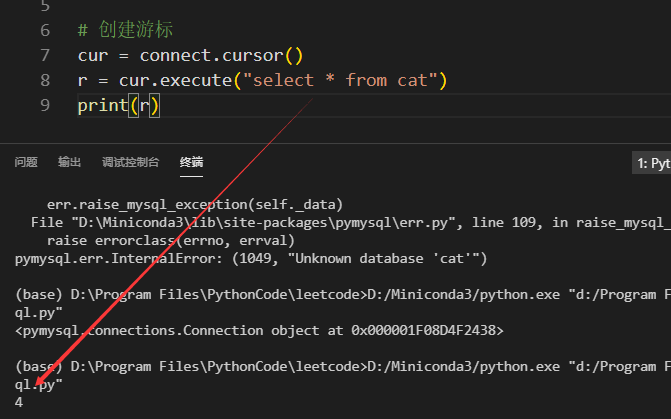 5
6 # 创建游标
7 cur = connect.cursor()
8 r = cur.execute("select * from cat")
9 print(r)
问题 输出 调试控制台 终端 1: Pyt
err.raise_mysql_exception(self._data)
File "D:\Miniconda3\lib\site-packages\pymysql\err.py", line 109, in raise_mysql_
raise errorclass(errno, errval)
pymysql.err.InternalError: (1049, "Unknown database 'cat'")
(base) D:\Program Files\PythonCode\leetcode>D:/Miniconda3/python.exe "d:/Program F
ql.py"
<pymysql.connections.Connection object at 0x000001F08D4F2438>
(base) D:\Program Files\PythonCode\leetcode>D:/Miniconda3/python.exe "d:/Program F
ql.py"
4